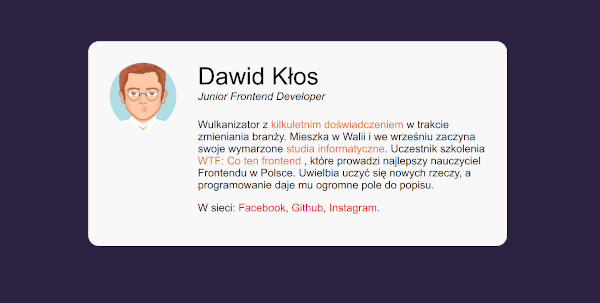 Dawid Kłos
Junior Frontend Developer
Wulkanizator z kilkuletnim doświadczeniem w trakcie
zmieniania branży. Mieszka w Walii i we wrześniu zaczyna
swoje wymarzone studia informatyczne. Uczestnik szkolenia
WTF: Co ten frontend , które prowadzi najlepszy nauczyciel
Frontendu w Polsce. Uwielbia uczyć się nowych rzeczy, a
programowanie daje mu ogromne pole do popisu.
W sieci: Facebook, Github, Instagram.